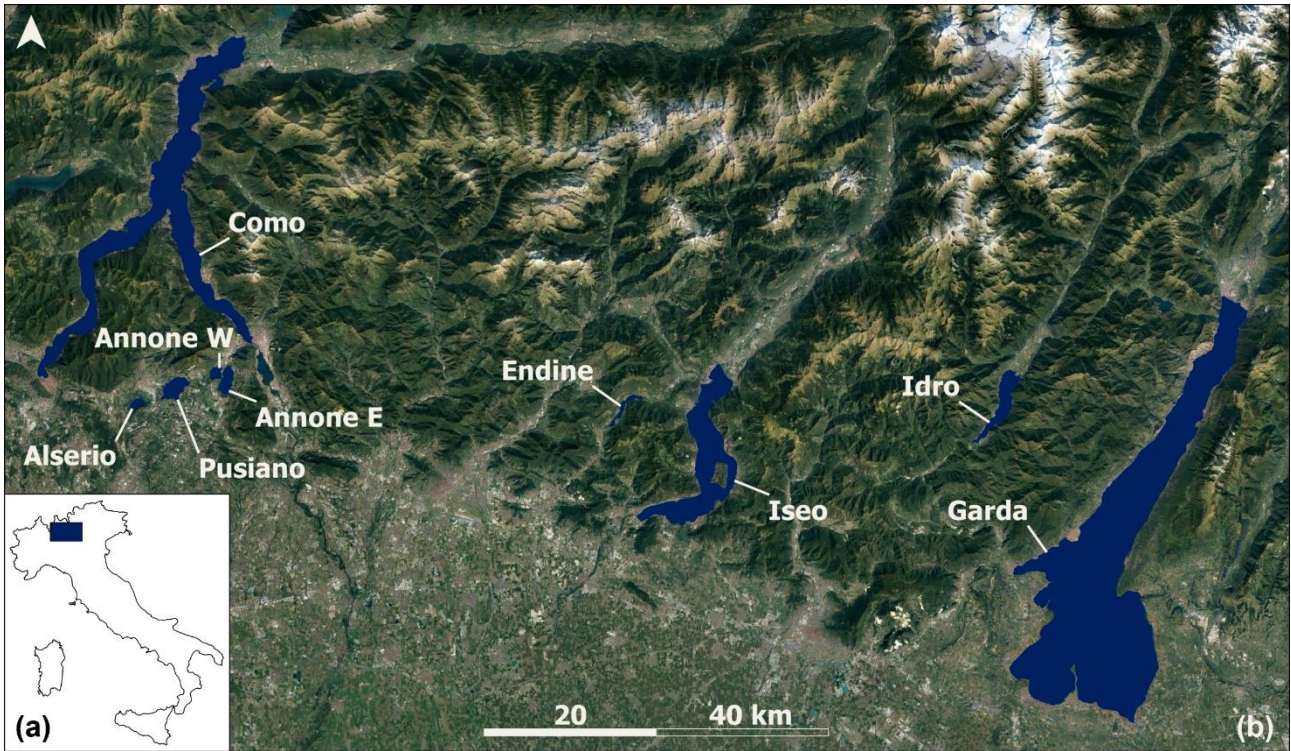 Como
Annone W
Endine
Idro
Annone E
Alserio
Pusiano
Iseo
Garda
20
40 km
(a)
(b)